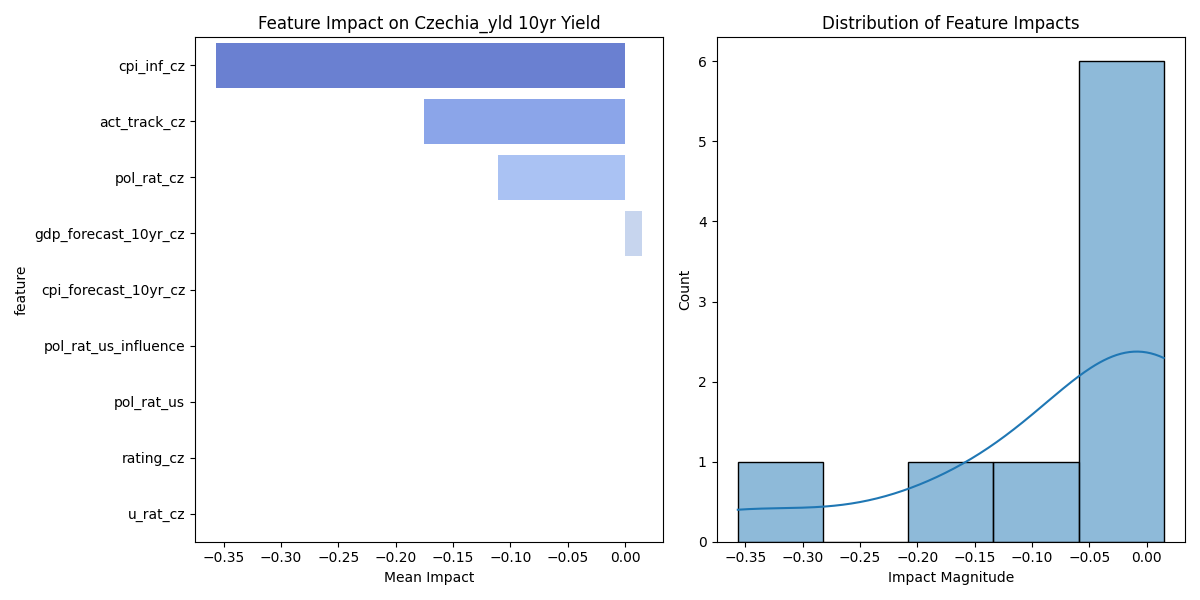 Feature Impact on Czechia_yld 10yr Yield
feature
cpi_inf_cz
act_track_cz
pol_rat_cz
gdp_forecast_10yr_cz
cpi_forecast_10yr_cz
pol_rat_us_influence
pol_rat_us
rating_cz
u_rat_cz
−0.35 −0.30 −0.25 −0.20 −0.15 −0.10 −0.05 0.00
Mean Impact
Distribution of Feature Impacts
Count
6
5
4
3
2
1
0
−0.35 −0.30 −0.25 −0.20 −0.15 −0.10 −0.05 0.00
Impact Magnitude